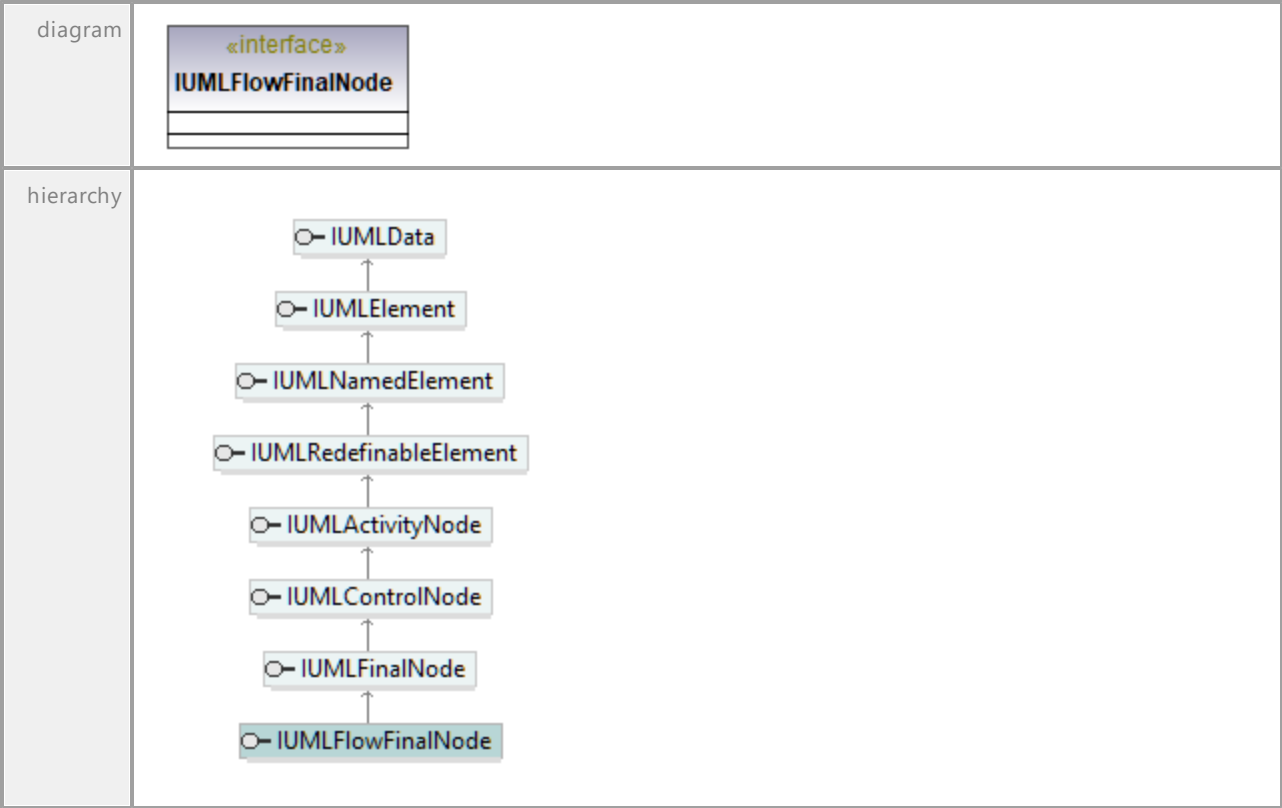 diagram
«interface»
IUMLFlowFinalNode
hierarchy
IUMLData
IUMLElement
IUMLNamedElement
IUMLRedefinableElement
IUMLActivityNode
IUMLControlNode
IUMLFinalNode
IUMLFlowFinalNode